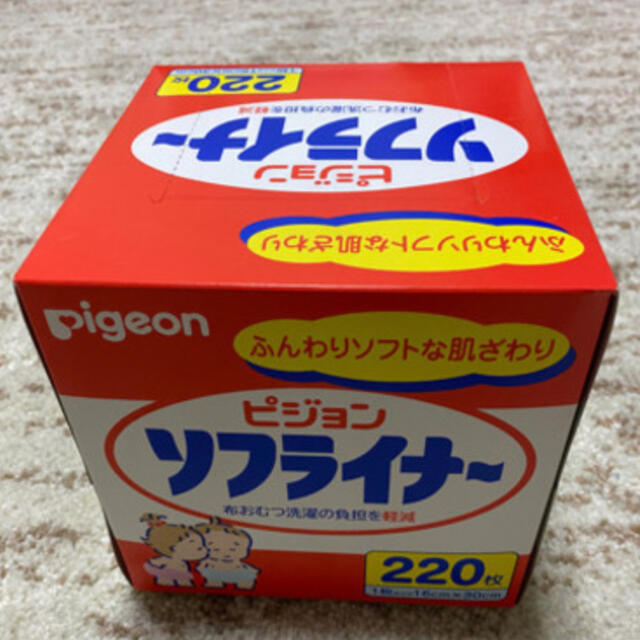 220枚
布おむつ洗濯の負担を軽減
ソフライナー
ピジョン
ふんわりソフトな肌ざわり
Pigeon
ふんわりソフトな肌ざわり
ピジョン
ソフライナー
布おむつ洗濯の負担を軽減
220枚
16cm×30cm